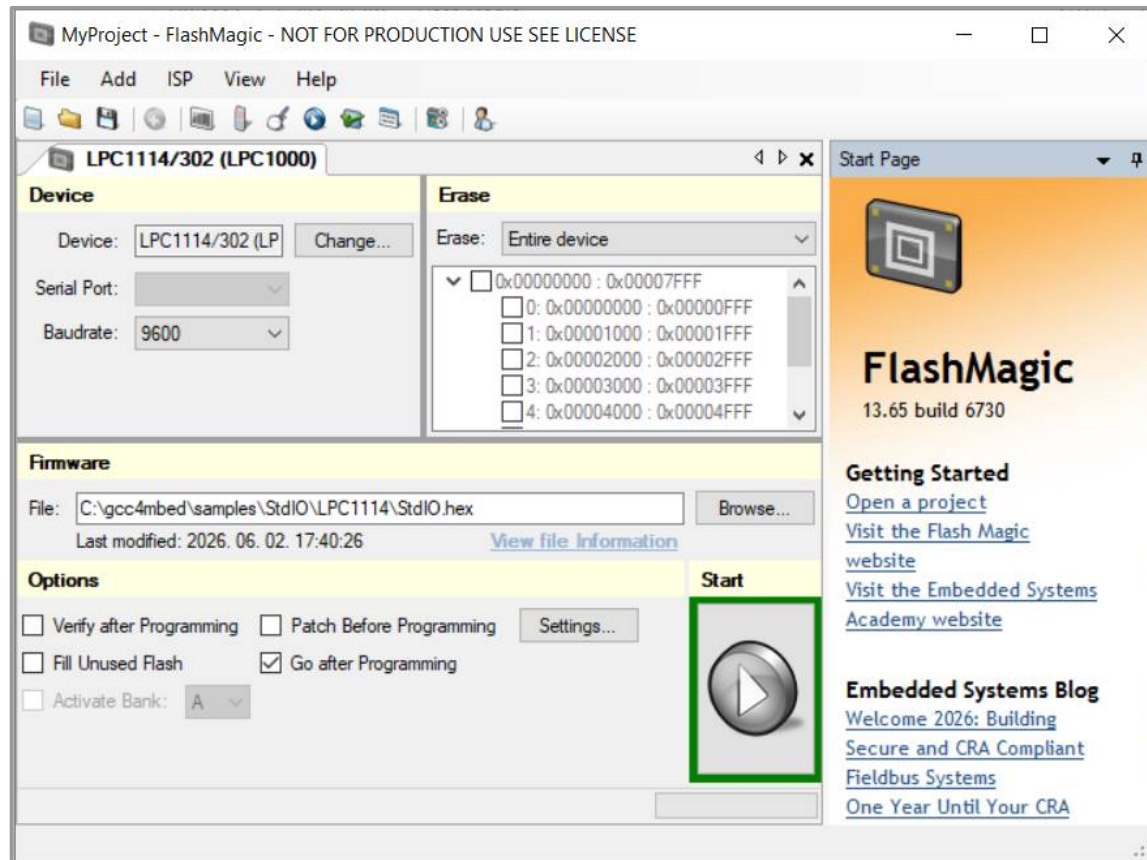 MyProject - FlashMagic - NOT FOR PRODUCTION USE SEE LICENSE
File Add ISP View Help
LPC1114/302 (LPC1000)
Device
Device: LPC1114/302 (LP Change...
Serial Port:
Baudrate: 9600
Erase
Erase: Entire device
0x00000000 : 0x00007FFF
0: 0x00000000 : 0x00000FFF
1: 0x00001000 : 0x00001FFF
2: 0x00002000 : 0x00002FFF
3: 0x00003000 : 0x00003FFF
4: 0x00004000 : 0x00004FFF
Firmware
File: C:\gcc4mbed\samples\StdIO\LPC1114\StdIO.hex Browse...
Last modified: 2026. 06. 02. 17:40:26 View file Information
Options
Verify after Programming Patch Before Programming Settings...
Fill Unused Flash Go after Programming
Activate Bank: A
Start
Start Page
FlashMagic
13.65 build 6730
Getting Started
Open a project
Visit the Flash Magic
website
Visit the Embedded Systems
Academy website
Embedded Systems Blog
Welcome 2026: Building
Secure and CRA Compliant
Fieldbus Systems
One Year Until Your CRA